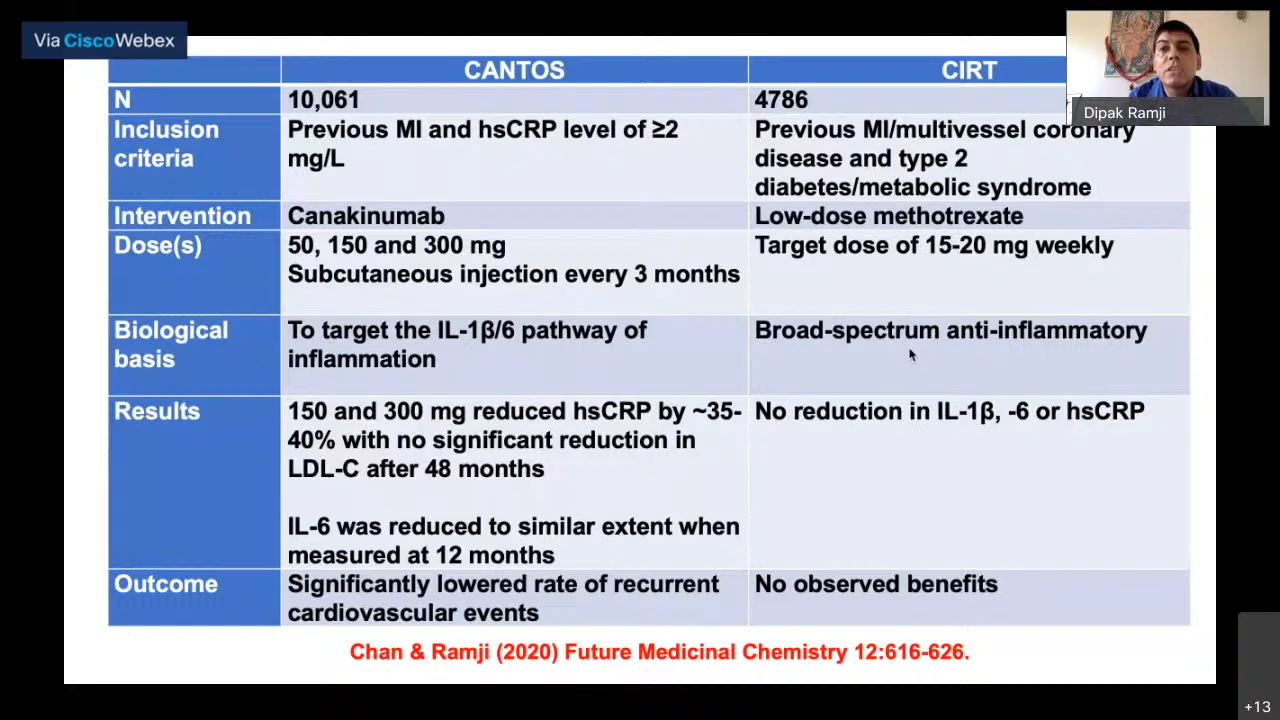 Via Cisco Webex
CANTOS
CIRT
Dipak Ramji
N
10,061
4786
Inclusion
criteria
Previous MI and hsCRP level of ≥2
mg/L
Previous MI/multivessel coronary
disease and type 2
diabetes/metabolic syndrome
Intervention
Canakinumab
Low-dose methotrexate
Dose(s)
50, 150 and 300 mg
Subcutaneous injection every 3 months
Target dose of 15-20 mg weekly
Biological
basis
To target the IL-1β/6 pathway of
inflammation
Broad-spectrum anti-inflammatory
Results
150 and 300 mg reduced hsCRP by ~35-
40% with no significant reduction in
LDL-C after 48 months
IL-6 was reduced to similar extent when
measured at 12 months
No reduction in IL-1β, -6 or hsCRP
Outcome
Significantly lowered rate of recurrent
cardiovascular events
No observed benefits
Chan & Ramji (2020) Future Medicinal Chemistry 12:616-626.
+13